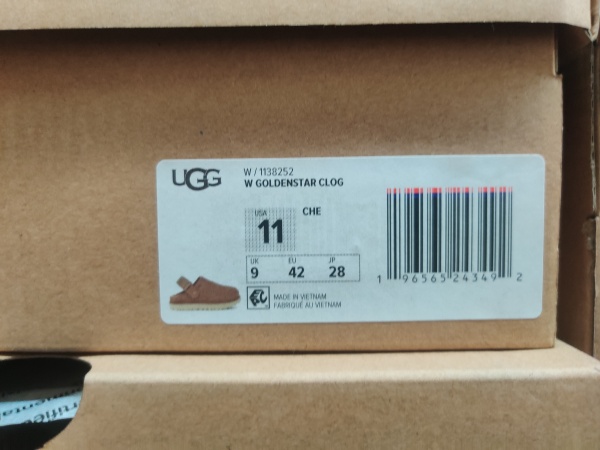 UGG
W / 1138252
W GOLDENSTAR CLOG
USA
11
CHE
UK EU JP
9 42 28
MADE IN VIETNAM
FABRIQUÉ AU VIETNAM
1 96565 24349 2